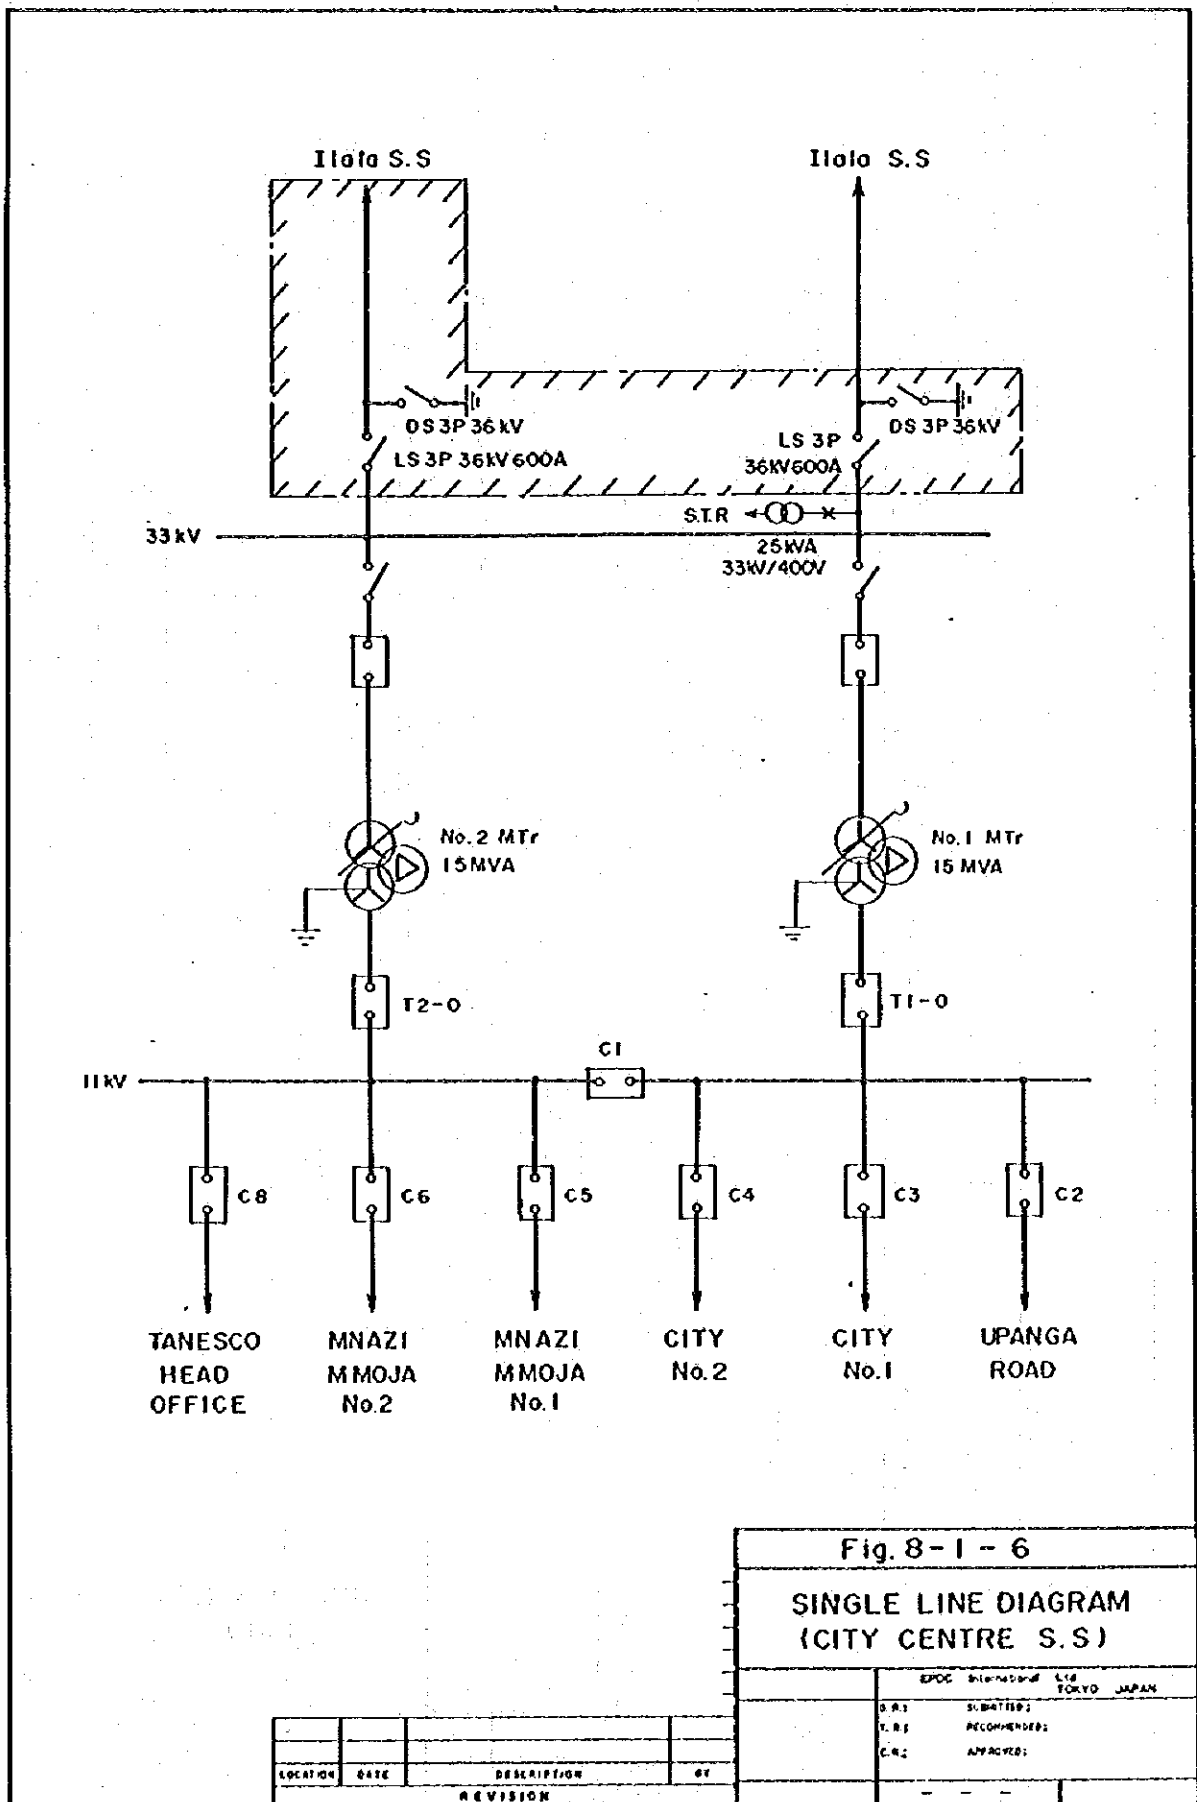 Ilala S.S
Ilala S.S
DS 3P 36kV
DS 3P 36kV
LS 3P 36kV 600A
LS 3P
36kV 600A
S.T.R
33kV
25kVA
33kV/400V
No.2 MTr
15MVA
No.1 MTr
15MVA
T2-0
T1-0
C1
11kV
C8
C6
C5
C4
C3
C2
TANESCO
HEAD
OFFICE
MNAZI
MMOJA
No.2
MNAZI
MMOJA
No.1
CITY
No.2
CITY
No.1
UPANGA
ROAD
Fig. 8-1-6
SINGLE LINE DIAGRAM
(CITY CENTRE S.S)
EPDC International Ltd
TOKYO JAPAN
SUBMITTED;
RECOMMENDED;
APPROVED;
LOCATION DATE DESCRIPTION BY
REVISION